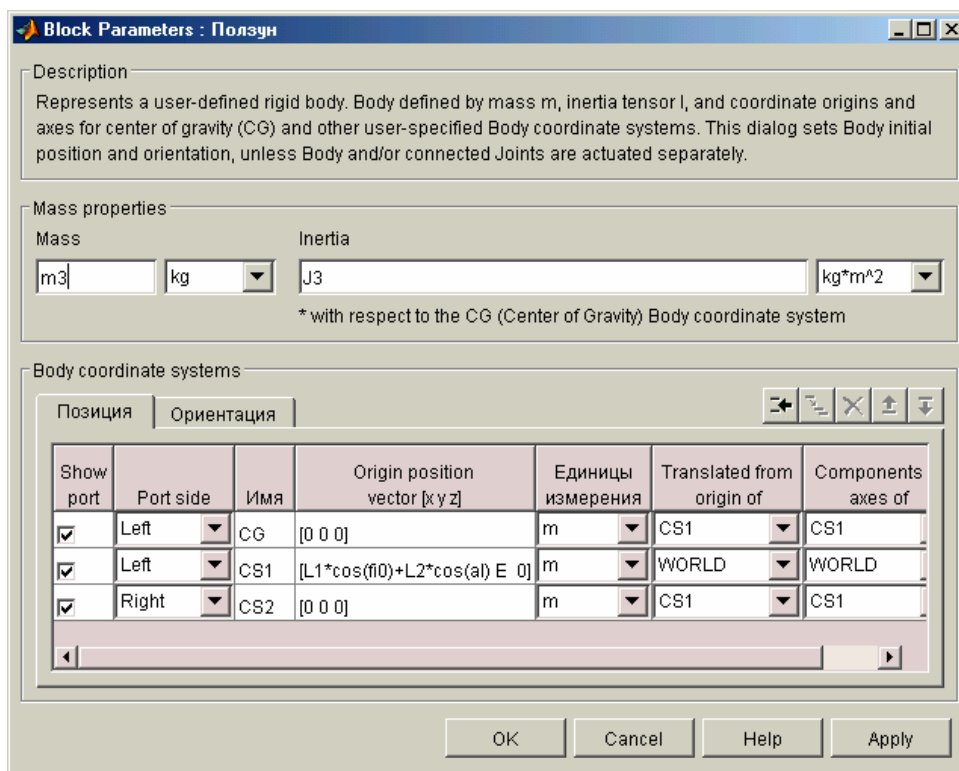 Block Parameters : Ползун
Description
Represents a user-defined rigid body. Body defined by mass m, inertia tensor I, and coordinate origins and
axes for center of gravity (CG) and other user-specified Body coordinate systems. This dialog sets Body initial
position and orientation, unless Body and/or connected Joints are actuated separately.
Mass properties
Mass Inertia
m3 kg J3 kg*m^2
* with respect to the CG (Center of Gravity) Body coordinate system
Body coordinate systems
Позиция Ориентация
Show port Port side Имя Origin position vector [x y z] Единицы измерения Translated from origin of Components axes of
Left CG [0 0 0] m CS1 CS1
Left CS1 [L1*cos(fi0)+L2*cos(al) E 0] m WORLD WORLD
Right CS2 [0 0 0] m CS1 CS1
OK Cancel Help Apply